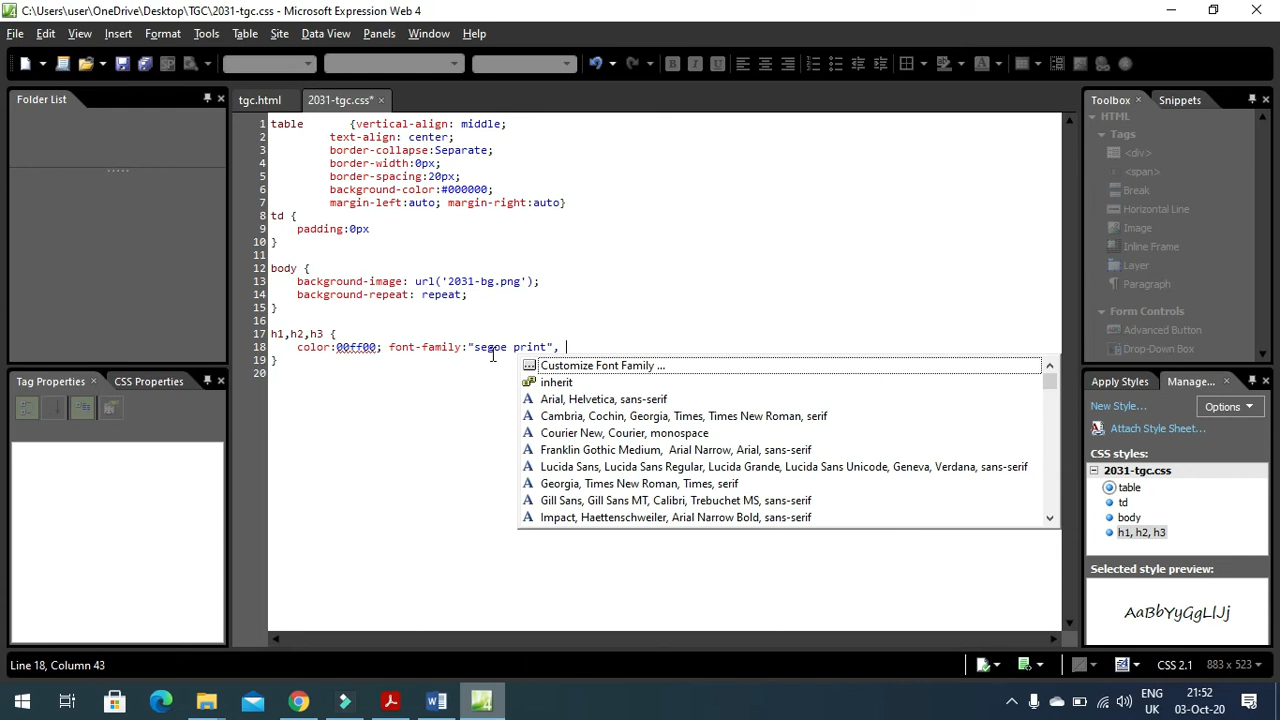 C:\Users\user\OneDrive\Desktop\TGC\2031-tgc.css - Microsoft Expression Web 4
File Edit View Insert Format Tools Table Site Data View Panels Window Help
Folder List
tgc.html 2031-tgc.css*
Toolbox Snippets
1 table {vertical-align: middle;
2 text-align: center;
3 border-collapse:Separate;
4 border-width:0px;
5 border-spacing:20px;
6 background-color:#000000;
7 margin-left:auto; margin-right:auto}
8 td {
9 padding:0px
10 }
11
12 body {
13 background-image: url('2031-bg.png');
14 background-repeat: repeat;
15 }
16
17 h1,h2,h3 {
18 color:00ff00; font-family:"segoe print",
19 }
20
Customize Font Family ...
inherit
Arial, Helvetica, sans-serif
Cambria, Cochin, Georgia, Times, Times New Roman, serif
Courier New, Courier, monospace
Franklin Gothic Medium, Arial Narrow, Arial, sans-serif
Lucida Sans, Lucida Sans Regular, Lucida Grande, Lucida Sans Unicode, Geneva, Verdana, sans-serif
Georgia, Times New Roman, Times, serif
Gill Sans, Gill Sans MT, Calibri, Trebuchet MS, sans-serif
Impact, Haettenschweiler, Arial Narrow Bold, sans-serif
HTML
Tags
<div>
<span>
Break
Horizontal Line
Image
Inline Frame
Layer
Paragraph
Form Controls
Advanced Button
Drop-Down Box
Tag Properties CSS Properties
Apply Styles Manage...
New Style... Options
Attach Style Sheet...
CSS styles:
2031-tgc.css
table
td
body
h1, h2, h3
Selected style preview:
AaBbYyGgLlJj
Line 18, Column 43
CSS 2.1 883 x 523
ENG
UK
21:52
03-Oct-20